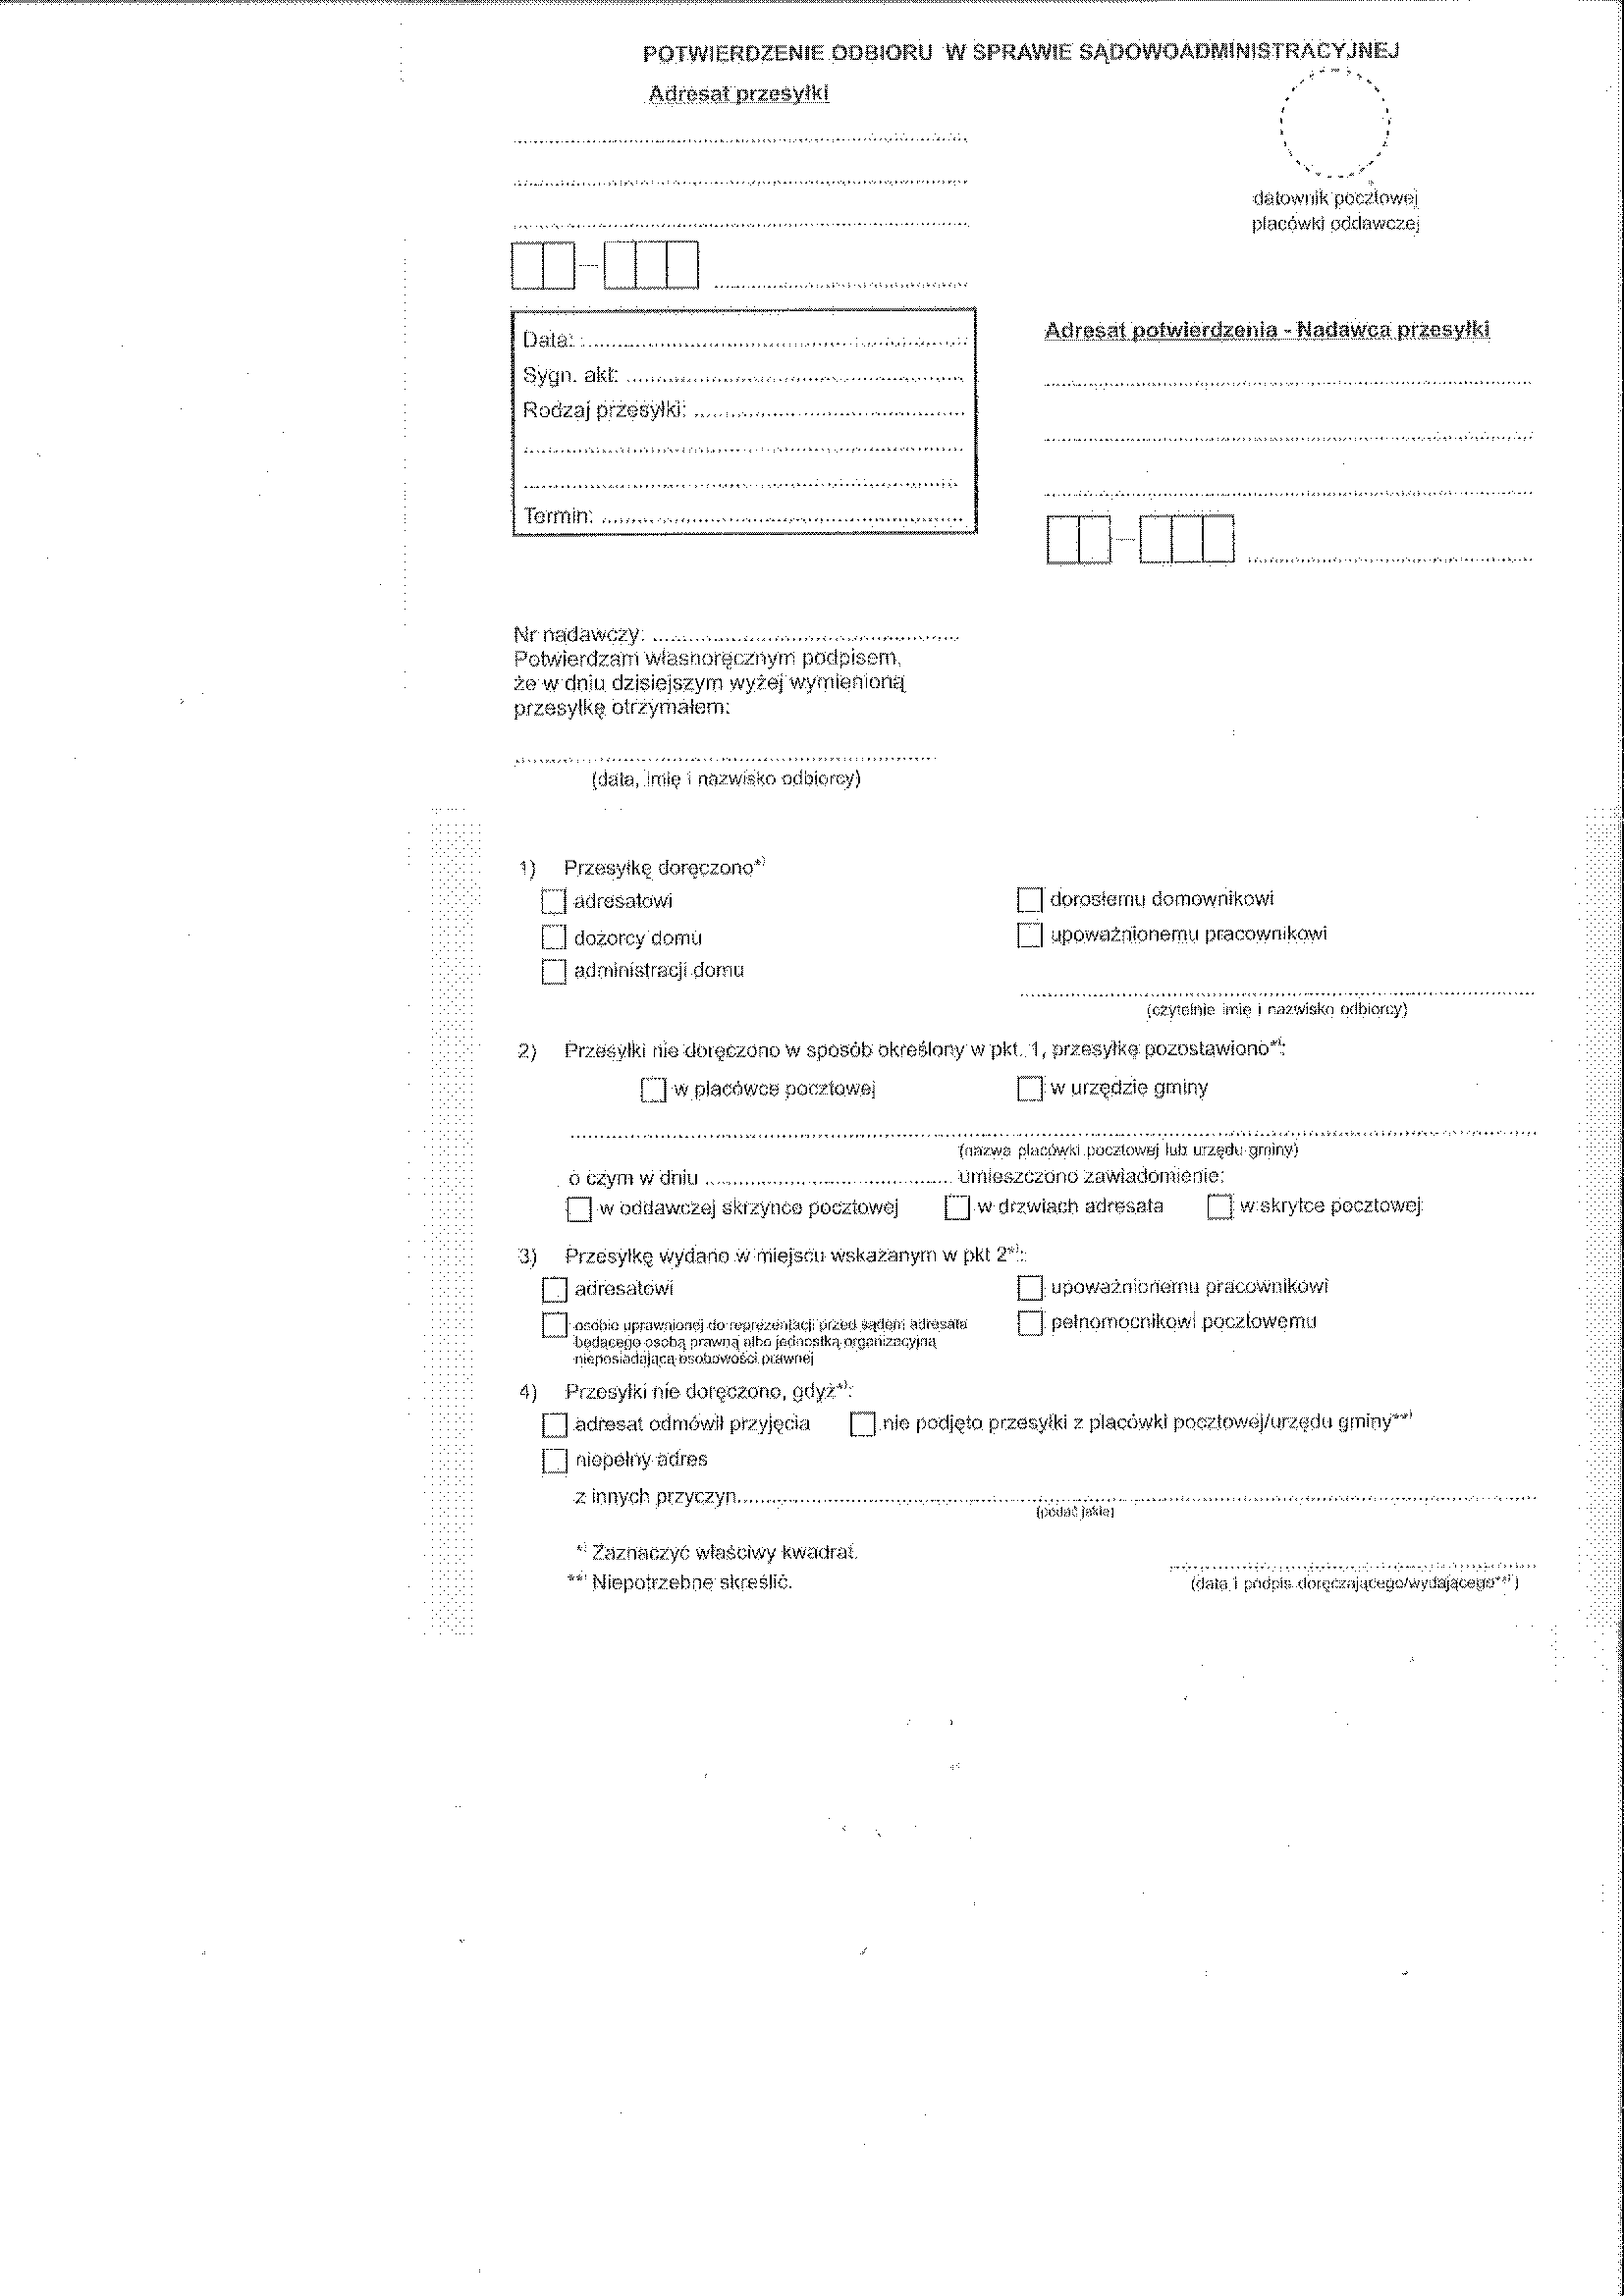 POTWIERDZENIE ODBIORU W SPRAWIE SĄDOWOADMINISTRACYJNEJ
Adresat przesyłki
datownik pocztowej
placówki oddawczej
Data: ..........
Sygn. akt: ..........
Rodzaj przesyłki: ..........
Termin: ..........
Adresat potwierdzenia - Nadawca przesyłki
Nr nadawczy: ..........
Potwierdzam własnoręcznym podpisem,
że w dniu dzisiejszym wyżej wymienioną
przesyłkę otrzymałem:
(data, imię i nazwisko odbiorcy)
1) Przesyłkę doręczono*)
adresatowi
dorosłemu domownikowi
dozorcy domu
upoważnionemu pracownikowi
administracji domu
(czytelnie imię i nazwisko odbiorcy)
2) Przesyłki nie doręczono w sposób określony w pkt. 1, przesyłkę pozostawiono*):
w placówce pocztowej w urzędzie gminy
(nazwa placówki pocztowej lub urzędu gminy)
o czym w dniu .......... umieszczono zawiadomienie:
w oddawczej skrzynce pocztowej w drzwiach adresata w skrytce pocztowej
3) Przesyłkę wydano w miejscu wskazanym w pkt 2*):
adresatowi
upoważnionemu pracownikowi
osobie uprawnionej do reprezentacji przed sądem adresata
będącego osobą prawną albo jednostką organizacyjną
nieposiadającą osobowości prawnej
pełnomocnikowi pocztowemu
4) Przesyłki nie doręczono, gdyż*):
adresat odmówił przyjęcia nie podjęto przesyłki z placówki pocztowej/urzędu gminy**)
niepełny adres
z innych przyczyn..........
(podać jakie)
*) Zaznaczyć właściwy kwadrat.
**) Niepotrzebne skreślić.
(data i podpis doręczającego/wydającego**))